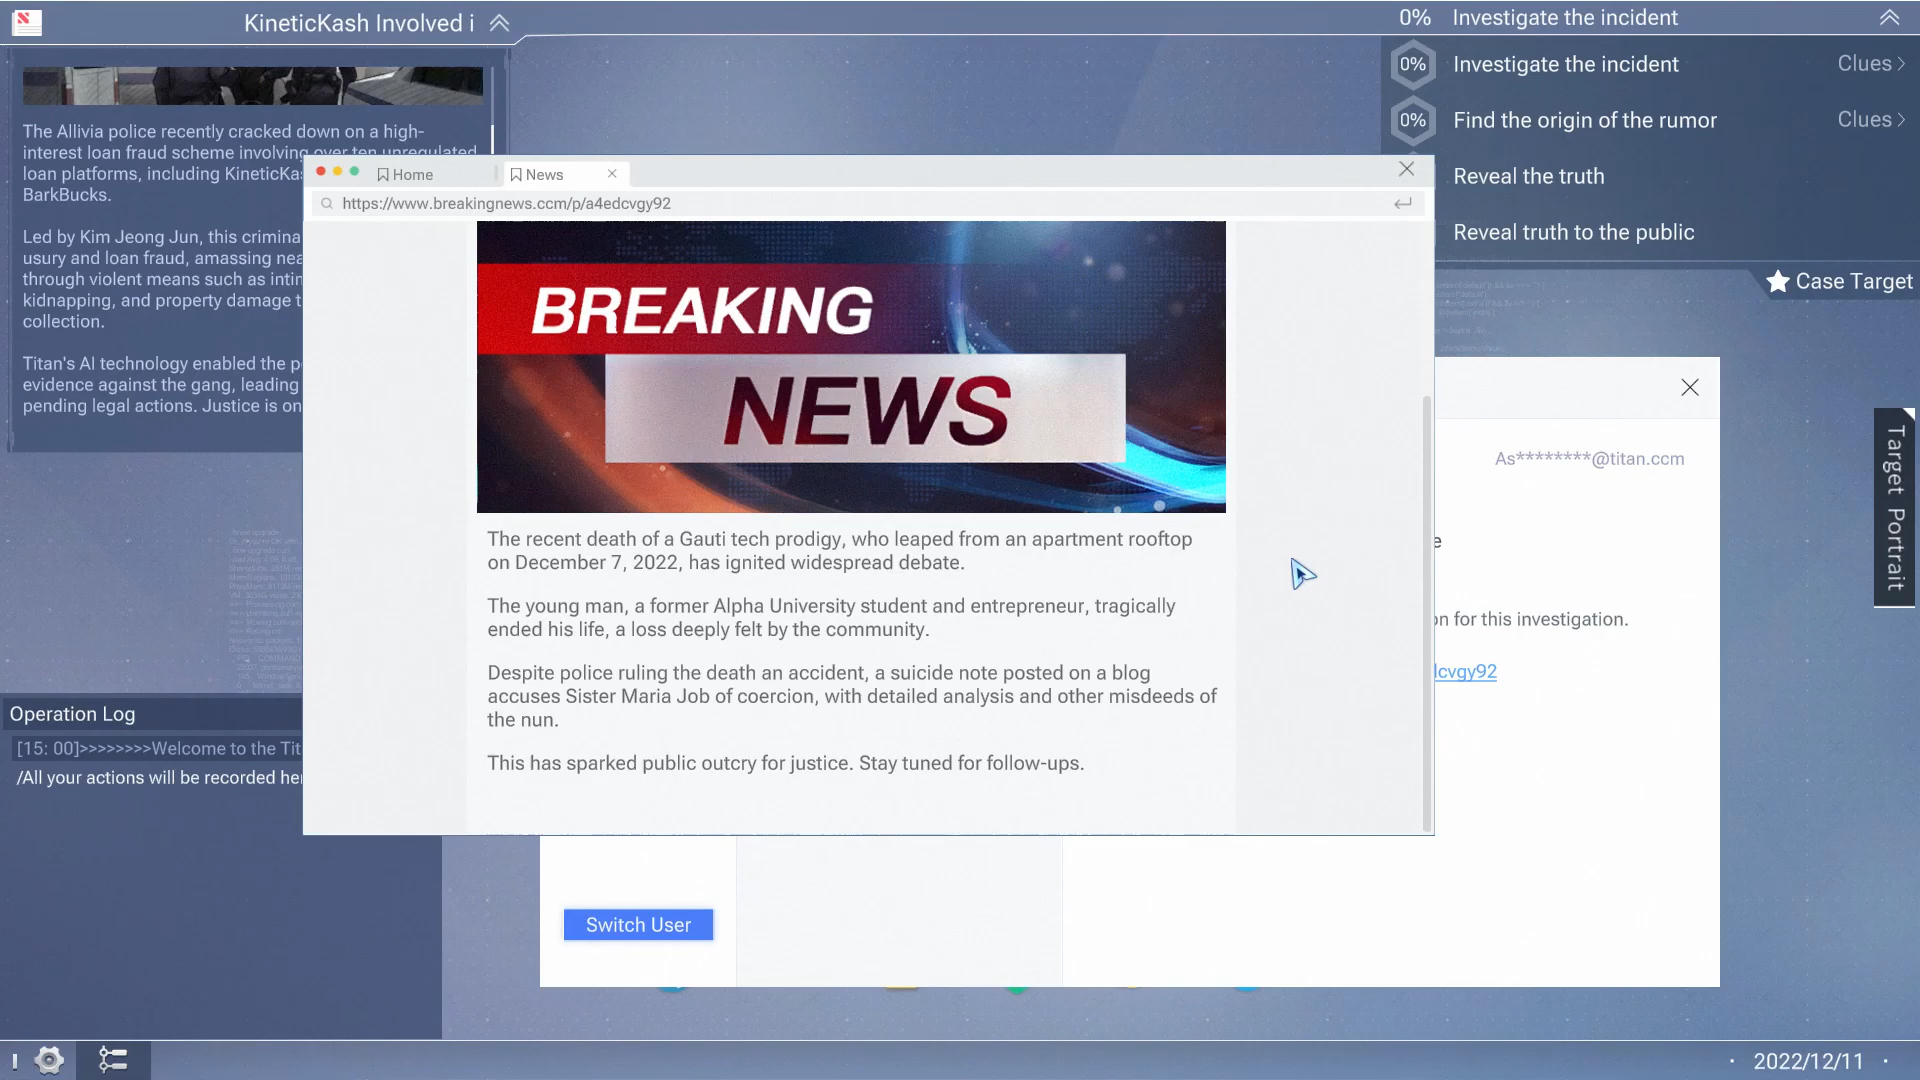 KineticKash Involved i
0% Investigate the incident
0% Investigate the incident Clues
0% Find the origin of the rumor Clues
Reveal the truth
Reveal truth to the public
Case Target
Target Portrait
The Allivia police recently cracked down on a high-
interest loan fraud scheme involving over ten unregulated
loan platforms, including KineticKas
BarkBucks.
Led by Kim Jeong Jun, this crimina
usury and loan fraud, amassing nea
through violent means such as intim
kidnapping, and property damage t
collection.
Titan's AI technology enabled the p
evidence against the gang, leading
pending legal actions. Justice is on
Home
News
https://www.breakingnews.ccm/p/a4edcvgy92
BREAKING
NEWS
The recent death of a Gauti tech prodigy, who leaped from an apartment rooftop
on December 7, 2022, has ignited widespread debate.
The young man, a former Alpha University student and entrepreneur, tragically
ended his life, a loss deeply felt by the community.
Despite police ruling the death an accident, a suicide note posted on a blog
accuses Sister Maria Job of coercion, with detailed analysis and other misdeeds of
the nun.
This has sparked public outcry for justice. Stay tuned for follow-ups.
As********@titan.ccm
e
on for this investigation.
dcvgy92
Operation Log
[15: 00]>>>>>>>>Welcome to the Tit
/All your actions will be recorded her
Switch User
2022/12/11